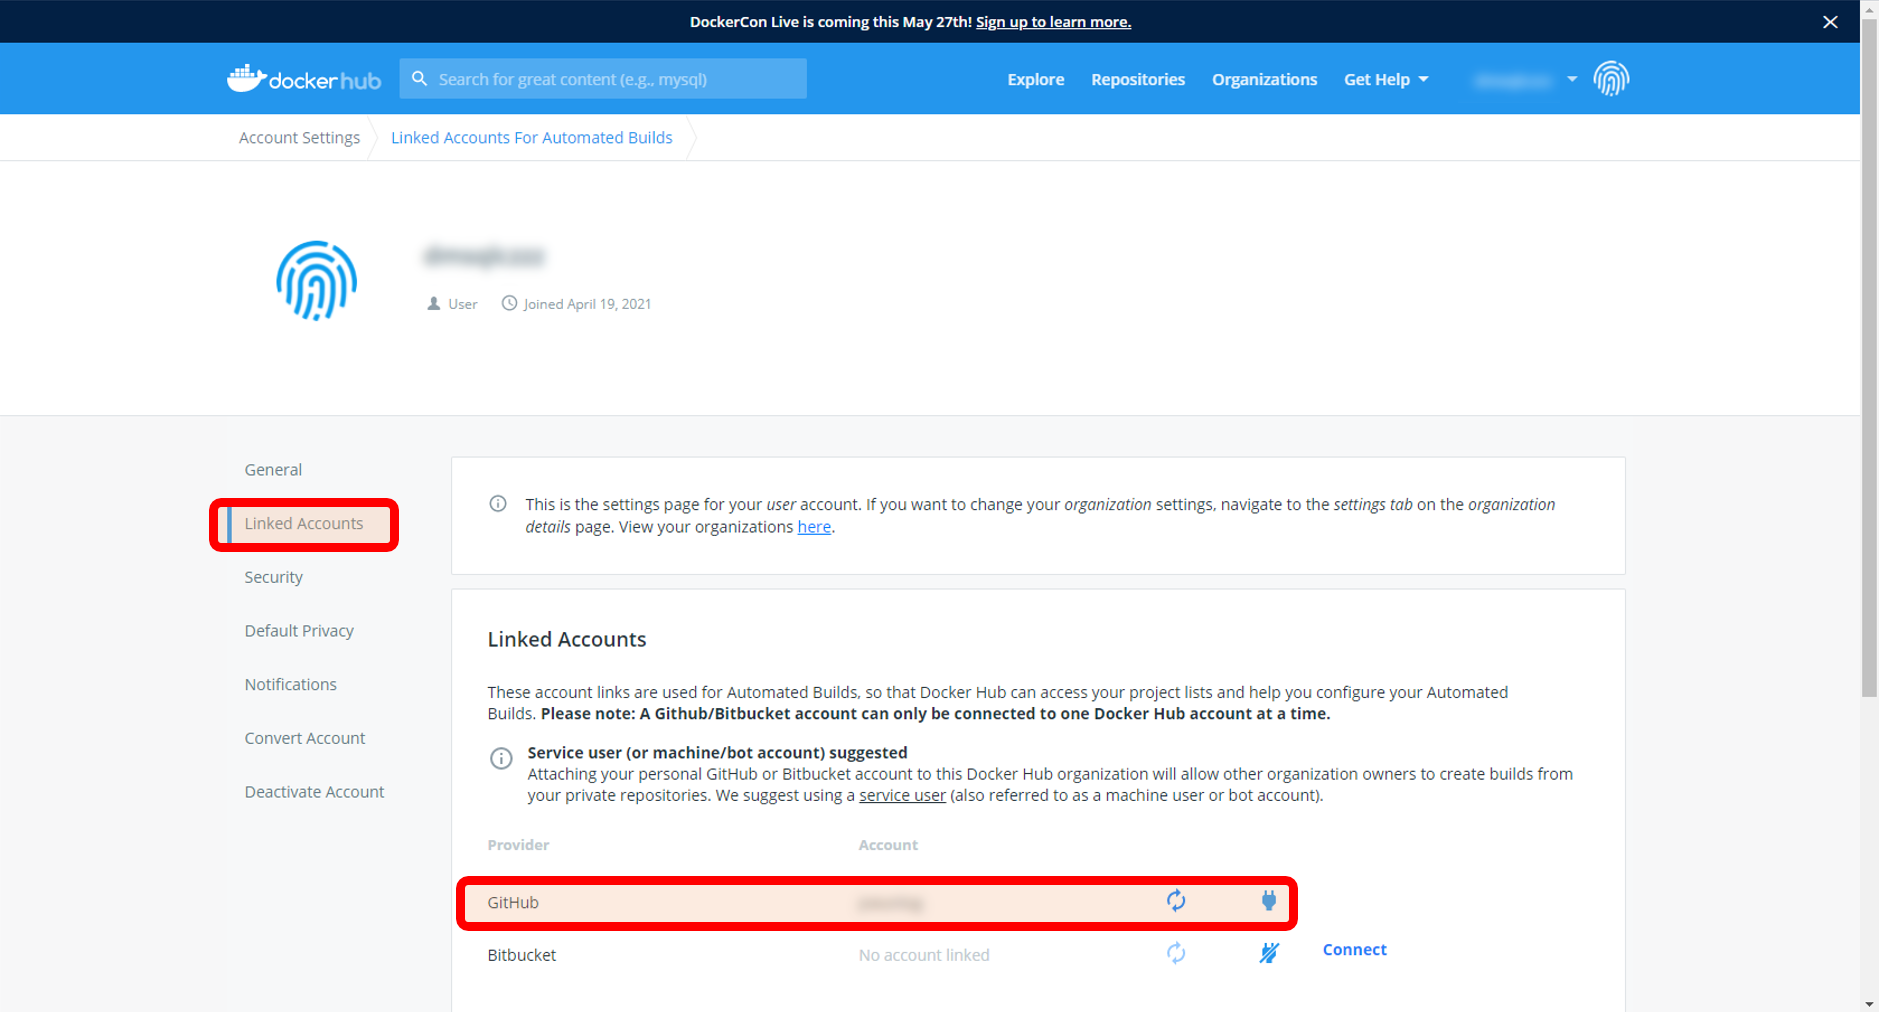 DockerCon Live is coming this May 27th! Sign up to learn more.
docker hub
Search for great content (e.g., mysql)
Explore
Repositories
Organizations
Get Help
Account Settings
Linked Accounts For Automated Builds
User
Joined April 19, 2021
General
Linked Accounts
Security
Default Privacy
Notifications
Convert Account
Deactivate Account
This is the settings page for your user account. If you want to change your organization settings, navigate to the settings tab on the organization
details page. View your organizations here.
Linked Accounts
These account links are used for Automated Builds, so that Docker Hub can access your project lists and help you configure your Automated
Builds. Please note: A Github/Bitbucket account can only be connected to one Docker Hub account at a time.
Service user (or machine/bot account) suggested
Attaching your personal GitHub or Bitbucket account to this Docker Hub organization will allow other organization owners to create builds from
your private repositories. We suggest using a service user (also referred to as a machine user or bot account).
Provider
Account
GitHub
Bitbucket
No account linked
Connect